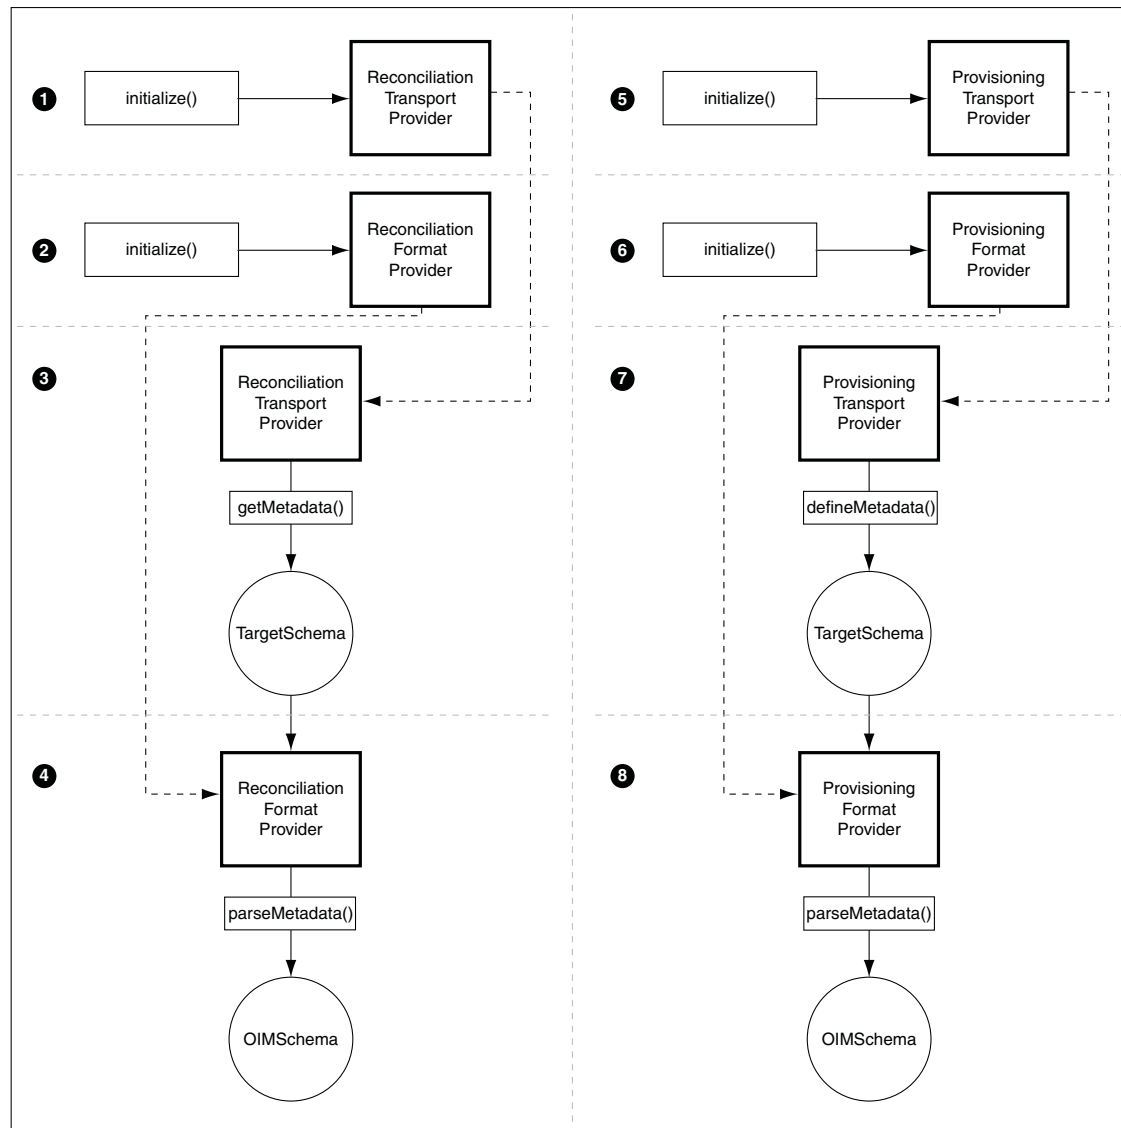 1
initialize()
Reconciliation
Transport
Provider
2
initialize()
Reconciliation
Format
Provider
3
Reconciliation
Transport
Provider
getMetadata()
TargetSchema
4
Reconciliation
Format
Provider
parseMetadata()
OIMSchema
5
initialize()
Provisioning
Transport
Provider
6
initialize()
Provisioning
Format
Provider
7
Provisioning
Transport
Provider
defineMetadata()
TargetSchema
8
Provisioning
Format
Provider
parseMetadata()
OIMSchema